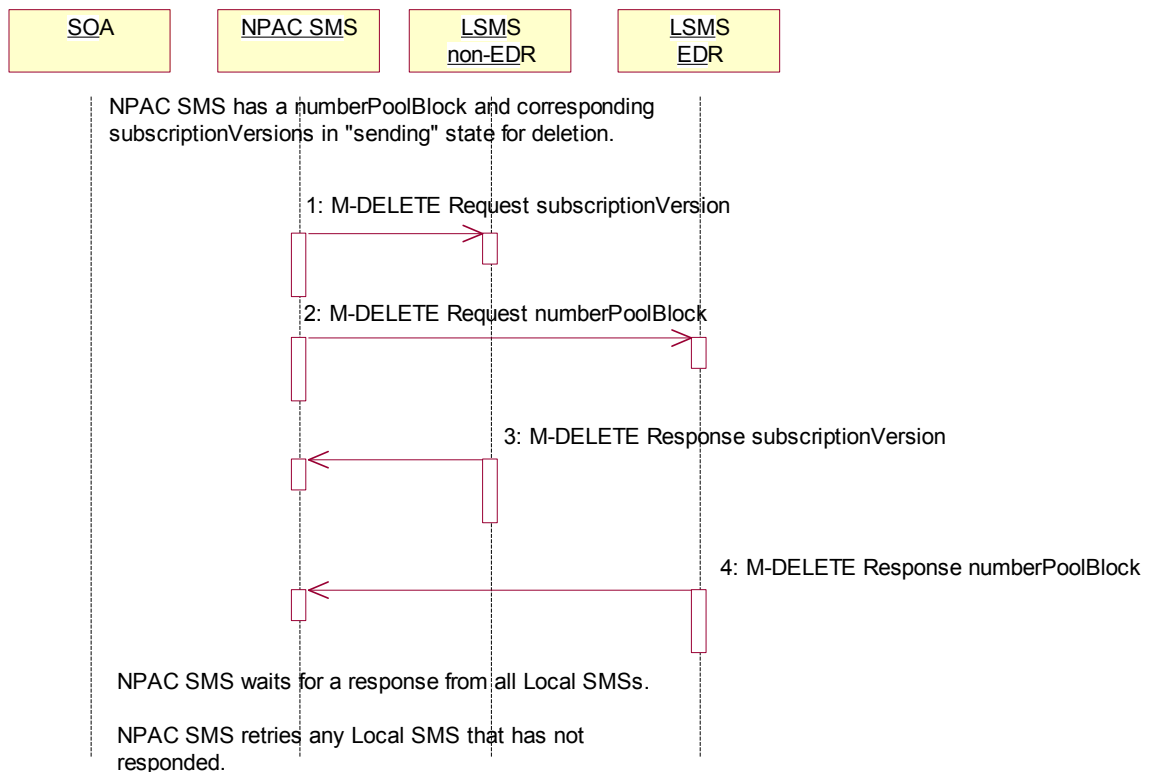 SOA
NPAC SMS
LSMS
non-EDR
LSMS
EDR
NPAC SMS has a numberPoolBlock and corresponding
subscriptionVersions in "sending" state for deletion.
1: M-DELETE Request subscriptionVersion
2: M-DELETE Request numberPoolBlock
3: M-DELETE Response subscriptionVersion
4: M-DELETE Response numberPoolBlock
NPAC SMS waits for a response from all Local SMSs.
NPAC SMS retries any Local SMS that has not
responded.